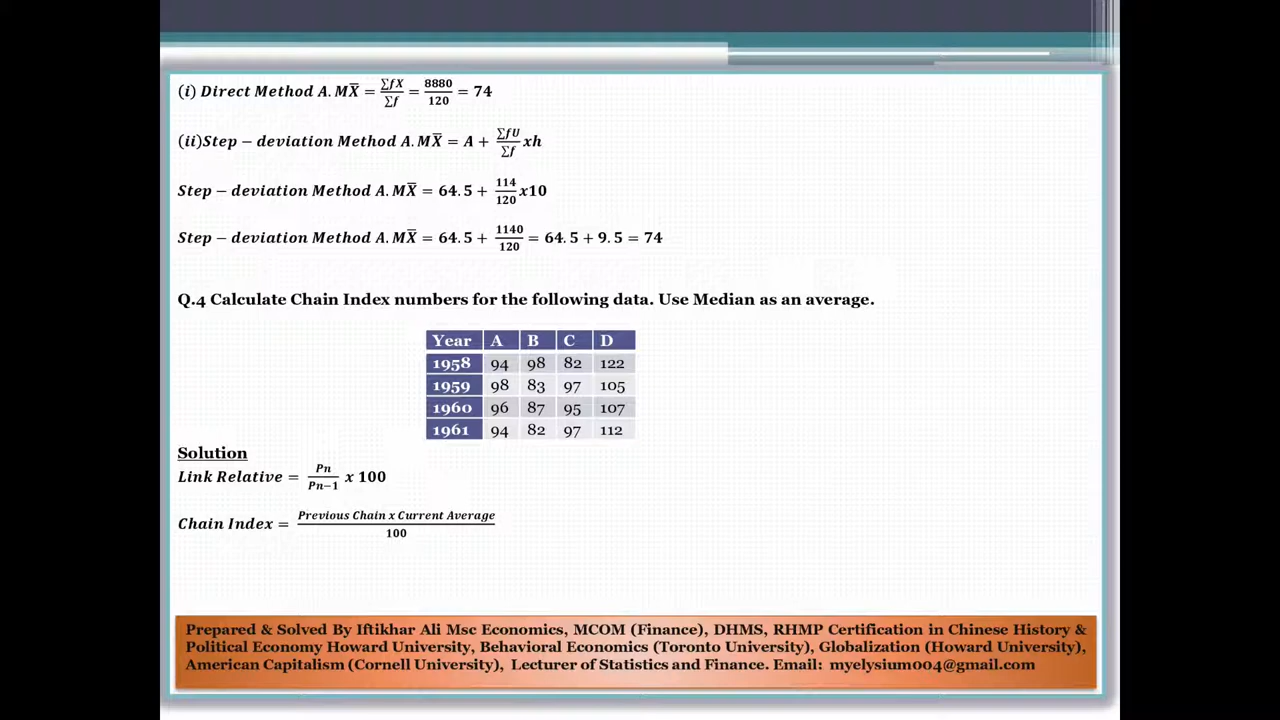 (i) Direct Method A.MX̅ = ∑fX/∑f = 8880/120 = 74
(ii)Step − deviation Method A.MX̅ = A + ∑fU/∑f xh
Step − deviation Method A.MX̅ = 64.5 + 114/120 x10
Step − deviation Method A.MX̅ = 64.5 + 1140/120 = 64.5 + 9.5 = 74
Q.4 Calculate Chain Index numbers for the following data. Use Median as an average.
Year A B C D
1958 94 98 82 122
1959 98 83 97 105
1960 96 87 95 107
1961 94 82 97 112
Solution
Link Relative = Pn/Pn−1 x 100
Chain Index = Previous Chain x Current Average/100
Prepared & Solved By Iftikhar Ali Msc Economics, MCOM (Finance), DHMS, RHMP Certification in Chinese History &
Political Economy Howard University, Behavioral Economics (Toronto University), Globalization (Howard University),
American Capitalism (Cornell University), Lecturer of Statistics and Finance. Email: myelysium004@gmail.com